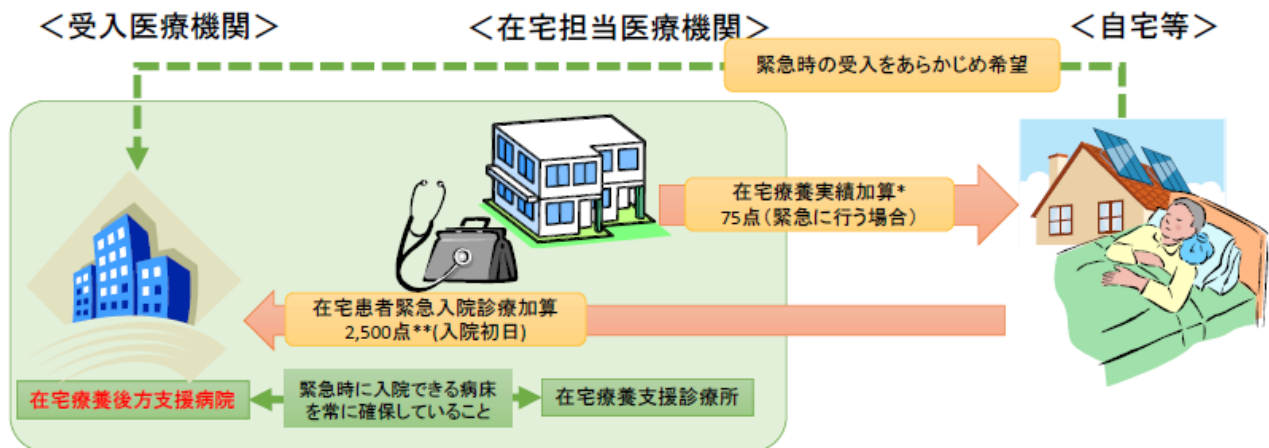 ＜受入医療機関＞
＜在宅担当医療機関＞
＜自宅等＞
緊急時の受入をあらかじめ希望
在宅療養実績加算*
75点（緊急に行う場合）
在宅患者緊急入院診療加算
2,500点**(入院初日)
在宅療養後方支援病院
緊急時に入院できる病床
を常に確保していること
在宅療養支援診療所